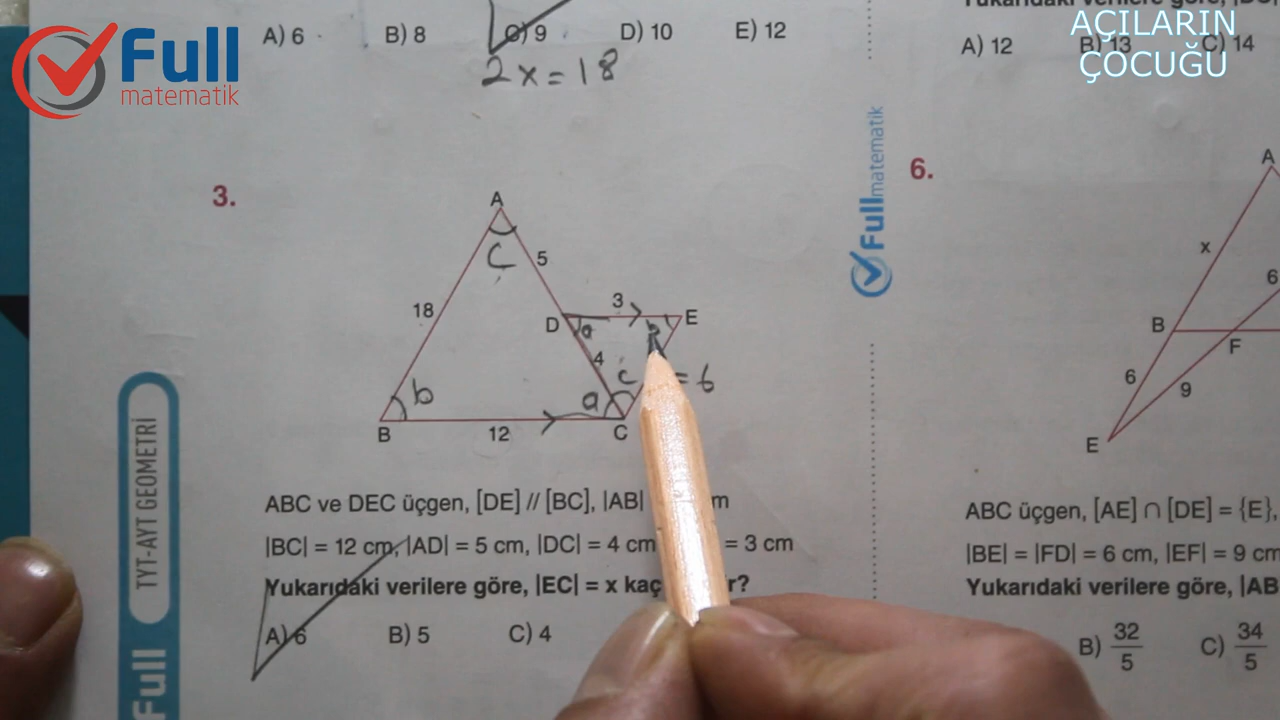 Full
matematik
AÇILARIN
ÇOCUĞU
A) 6
B) 8
C) 9
D) 10
E) 12
2x = 18
A) 12
B) 13
C) 14
3.
A
C
5
18
D
3
E
a
4
c
= 6
b
a
B
12
C
ABC ve DEC üçgen, [DE] // [BC], |AB|
|BC| = 12 cm, |AD| = 5 cm, |DC| = 4 cm = 3 cm
Yukarıdaki verilere göre, |EC| = x kaç
A) 6
B) 5
C) 4
TYT-AYT GEOMETRİ
Full
Full matematik
6.
A
x
6
B
F
6
9
E
ABC üçgen, [AE] ∩ [DE] = {E},
|BE| = |FD| = 6 cm, |EF| = 9 cm
Yukarıdaki verilere göre, |AB
B) 32/5
C) 34/5